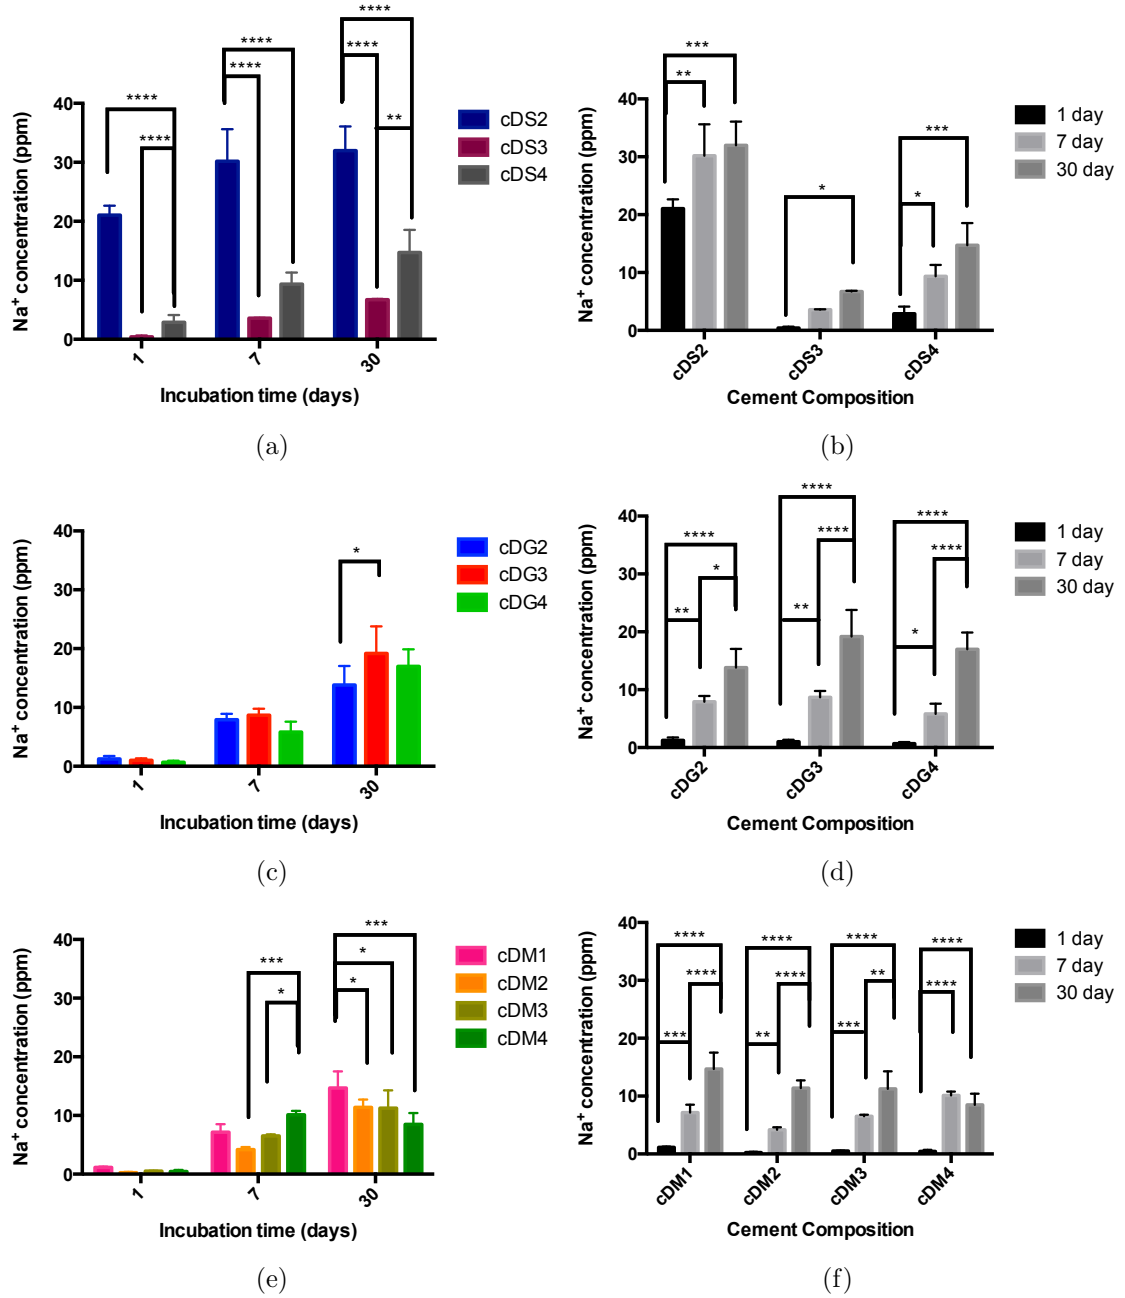 **** **** **** **** **** **** **
40
30
20
10
0
Na+ concentration (ppm)
1 7 30
Incubation time (days)
cDS2
cDS3
cDS4
(a)
*** ** * *** *
40
30
20
10
0
Na+ concentration (ppm)
cDS2 cDS3 cDS4
Cement Composition
1 day
7 day
30 day
(b)
*
40
30
20
10
0
Na+ concentration (ppm)
1 7 30
Incubation time (days)
cDG2
cDG3
cDG4
(c)
**** * ** **** **** ** **** **** *
40
30
20
10
0
Na+ concentration (ppm)
cDG2 cDG3 cDG4
Cement Composition
1 day
7 day
30 day
(d)
*** * *** * *
40
30
20
10
0
Na+ concentration (ppm)
1 7 30
Incubation time (days)
cDM1
cDM2
cDM3
cDM4
(e)
**** **** *** **** **** ** **** ** *** **** ****
40
30
20
10
0
Na+ concentration (ppm)
cDM1 cDM2 cDM3 cDM4
Cement Composition
1 day
7 day
30 day
(f)